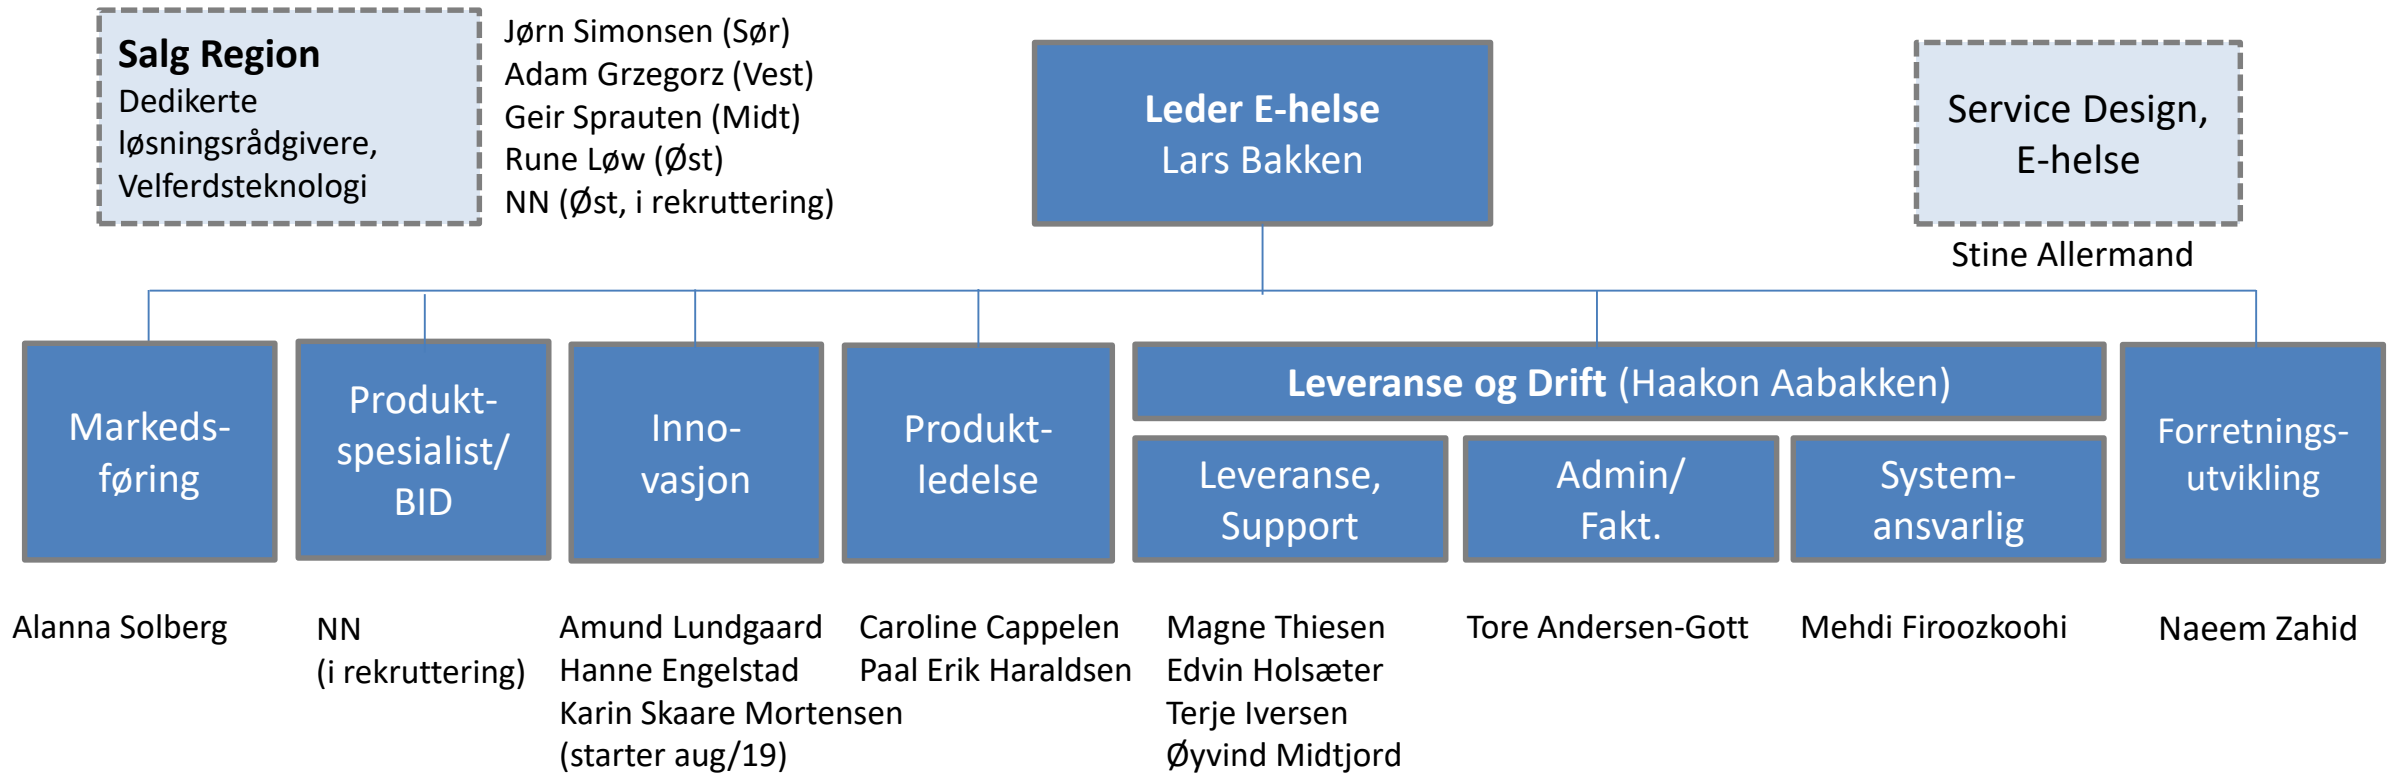 Salg Region
Dedikerte
løsningsrådgivere,
Velferdsteknologi
Jørn Simonsen (Sør)
Adam Grzegorz (Vest)
Geir Sprauten (Midt)
Rune Løw (Øst)
NN (Øst, i rekruttering)
Leder E-helse
Lars Bakken
Service Design,
E-helse
Stine Allermand
Markeds-
føring
Produkt-
spesialist/
BID
Inno-
vasjon
Produkt-
ledelse
Leveranse og Drift (Haakon Aabakken)
Leveranse,
Support
Admin/
Fakt.
System-
ansvarlig
Forretnings-
utvikling
Alanna Solberg
NN
(i rekruttering)
Amund Lundgaard
Hanne Engelstad
Karin Skaare Mortensen
(starter aug/19)
Caroline Cappelen
Paal Erik Haraldsen
Magne Thiesen
Edvin Holsæter
Terje Iversen
Øyvind Midtjord
Tore Andersen-Gott
Mehdi Firoozkoohi
Naeem Zahid